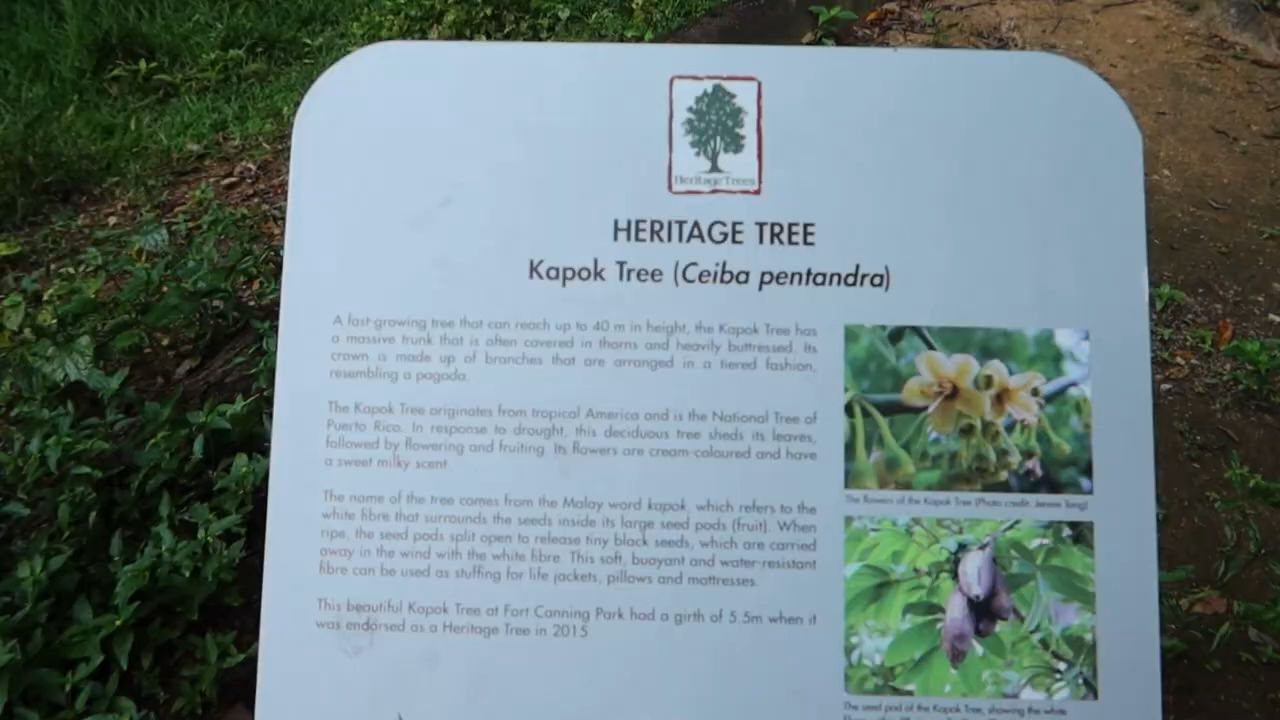 Heritage Trees
HERITAGE TREE
Kapok Tree (Ceiba pentandra)
A fast-growing tree that can reach up to 40 m in height, the Kapok Tree has
a massive trunk that is often covered in thorns and heavily buttressed. Its
crown is made up of branches that are arranged in a tiered fashion,
resembling a pagoda.
The Kapok Tree originates from tropical America and is the National Tree of
Puerto Rico. In response to drought, this deciduous tree sheds its leaves,
followed by flowering and fruiting. Its flowers are cream-coloured and have
a sweet milky scent.
The name of the tree comes from the Malay word kapok, which refers to the
white fibre that surrounds the seeds inside its large seed pods (fruit). When
ripe, the seed pods split open to release tiny black seeds, which are carried
away in the wind with the white fibre. This soft, buoyant and water-resistant
fibre can be used as stuffing for life jackets, pillows and mattresses.
This beautiful Kapok Tree at Fort Canning Park had a girth of 5.5m when it
was endorsed as a Heritage Tree in 2015
The flowers of the Kapok Tree (Photo credit:
The seed pod of the Kapok Tree, showing the white